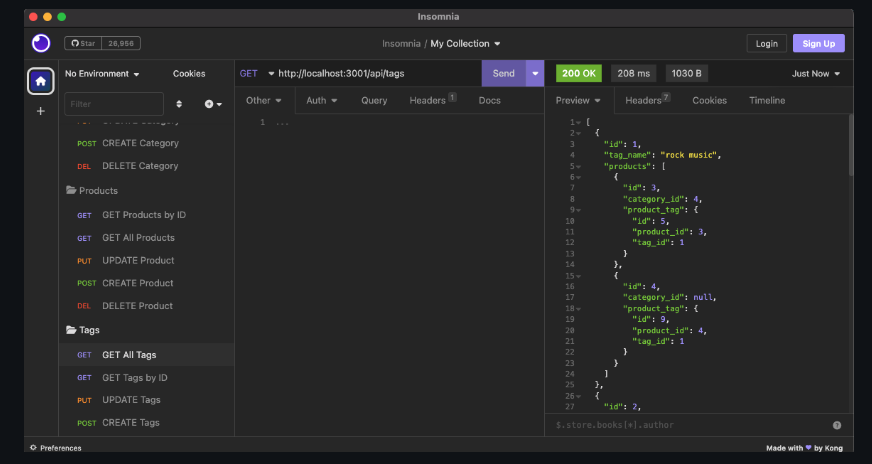 Insomnia
Star 26,956
Insomnia / My Collection
Login
Sign Up
No Environment
Cookies
GET http://localhost:3001/api/tags
Send
200 OK
208 ms
1030 B
Just Now
Filter
Other
Auth
Query
Headers 1
Docs
Preview
Headers 7
Cookies
Timeline
POST CREATE Category
DEL DELETE Category
Products
GET GET Products by ID
GET GET All Products
PUT UPDATE Product
POST CREATE Product
DEL DELETE Product
Tags
GET GET All Tags
GET GET Tags by ID
PUT UPDATE Tags
POST CREATE Tags
1 ...
1 [
2 {
3 "id": 1,
4 "tag_name": "rock music",
5 "products": [
6 {
7 "id": 3,
8 "category_id": 4,
9 "product_tag": {
10 "id": 5,
11 "product_id": 3,
12 "tag_id": 1
13 }
14 },
15 {
16 "id": 4,
17 "category_id": null,
18 "product_tag": {
19 "id": 9,
20 "product_id": 4,
21 "tag_id": 1
22 }
23 }
24 ]
25 },
26 {
27 "id": 2,
$.store.books[*].author
Preferences
Made with ♥ by Kong